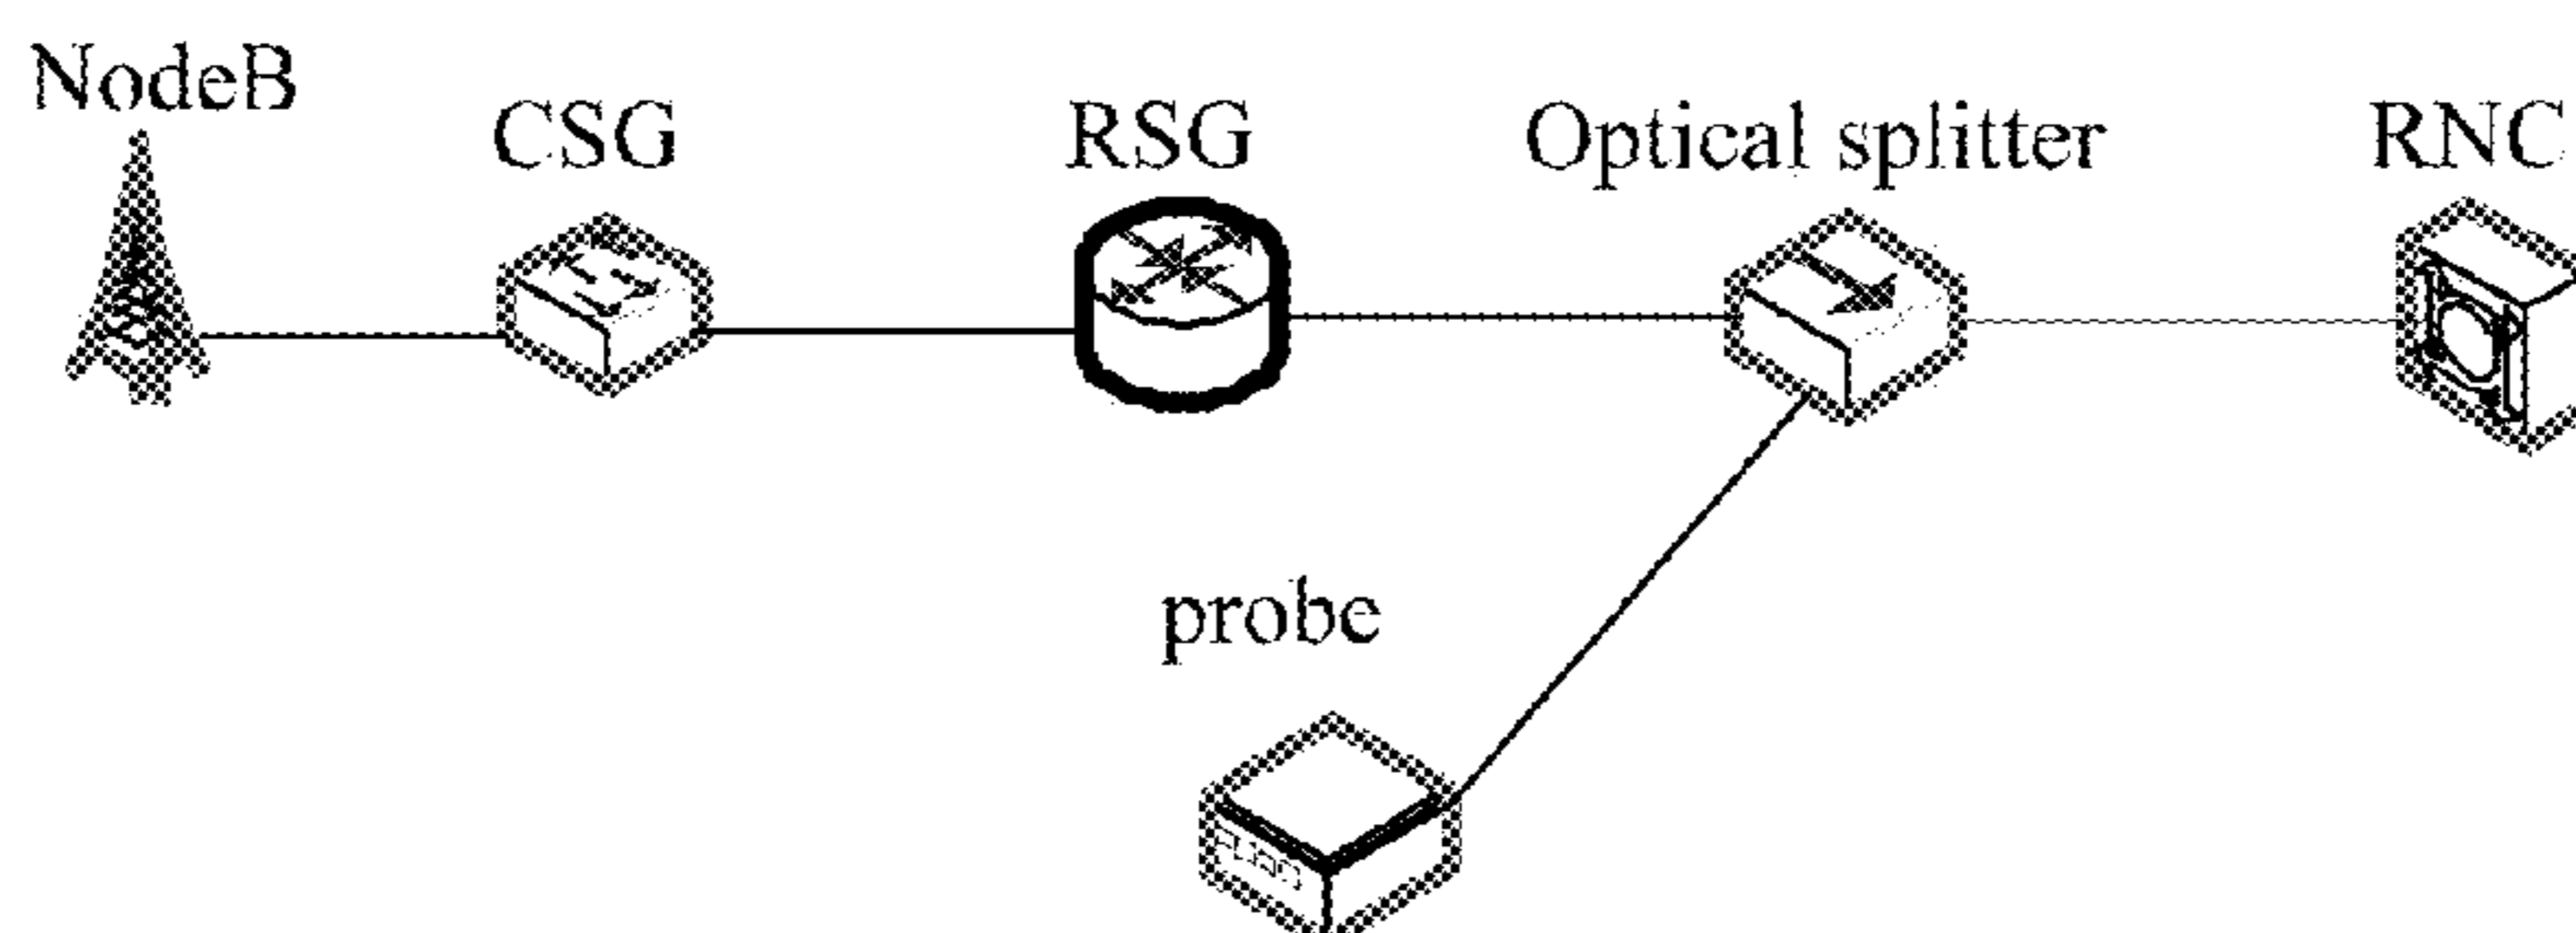 NodeB
CSG
RSG
Optical splitter
RNC
probe